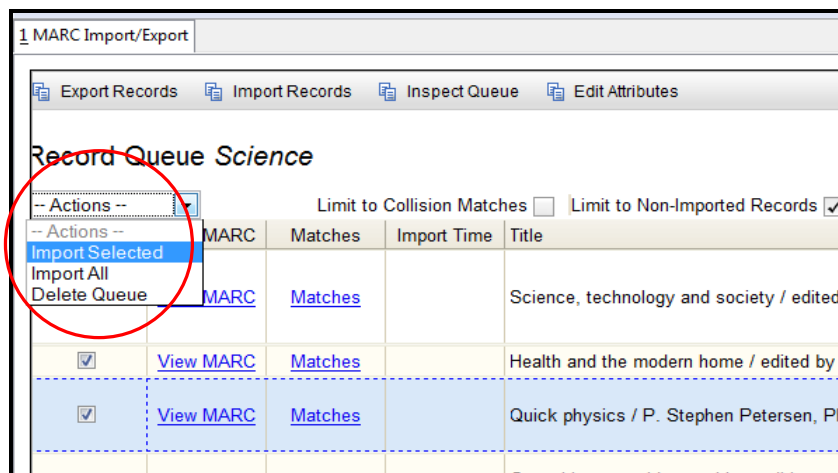 1 MARC Import/Export
Export Records Import Records Inspect Queue Edit Attributes
Record Queue Science
-- Actions -- Limit to Collision Matches Limit to Non-Imported Records
-- Actions -- MARC Matches Import Time Title
Import Selected
Import All
Delete Queue MARC Matches Science, technology and society / edited
View MARC Matches Health and the modern home / edited by
View MARC Matches Quick physics / P. Stephen Petersen,